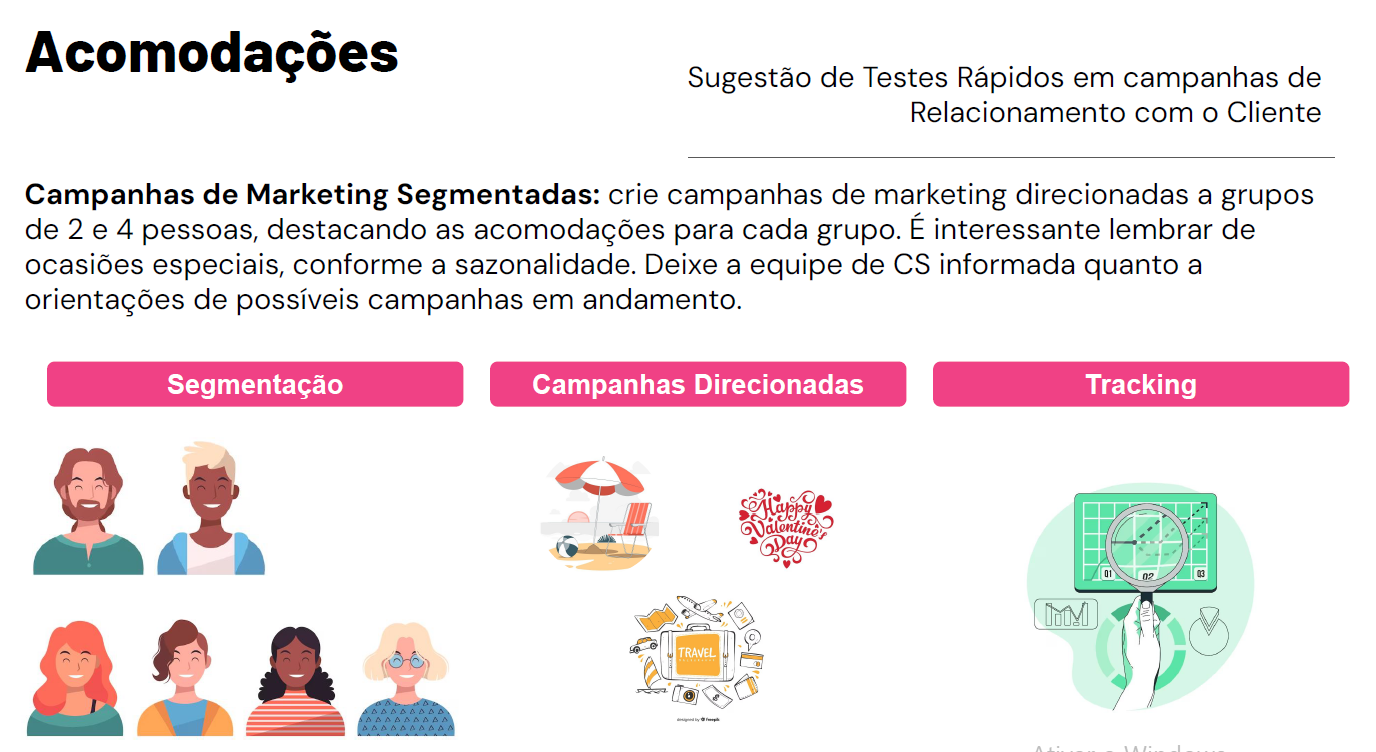 Acomodações
Sugestão de Testes Rápidos em campanhas de
Relacionamento com o Cliente
Campanhas de Marketing Segmentadas: crie campanhas de marketing direcionadas a grupos
de 2 e 4 pessoas, destacando as acomodações para cada grupo. É interessante lembrar de
ocasiões especiais, conforme a sazonalidade. Deixe a equipe de CS informada quanto a
orientações de possíveis campanhas em andamento.
Segmentação
Campanhas Direcionadas
Tracking
Happy
Valentine's
Day
TRAVEL
designed by freepik
Q1
Q2
Q3
Ativar o Windows